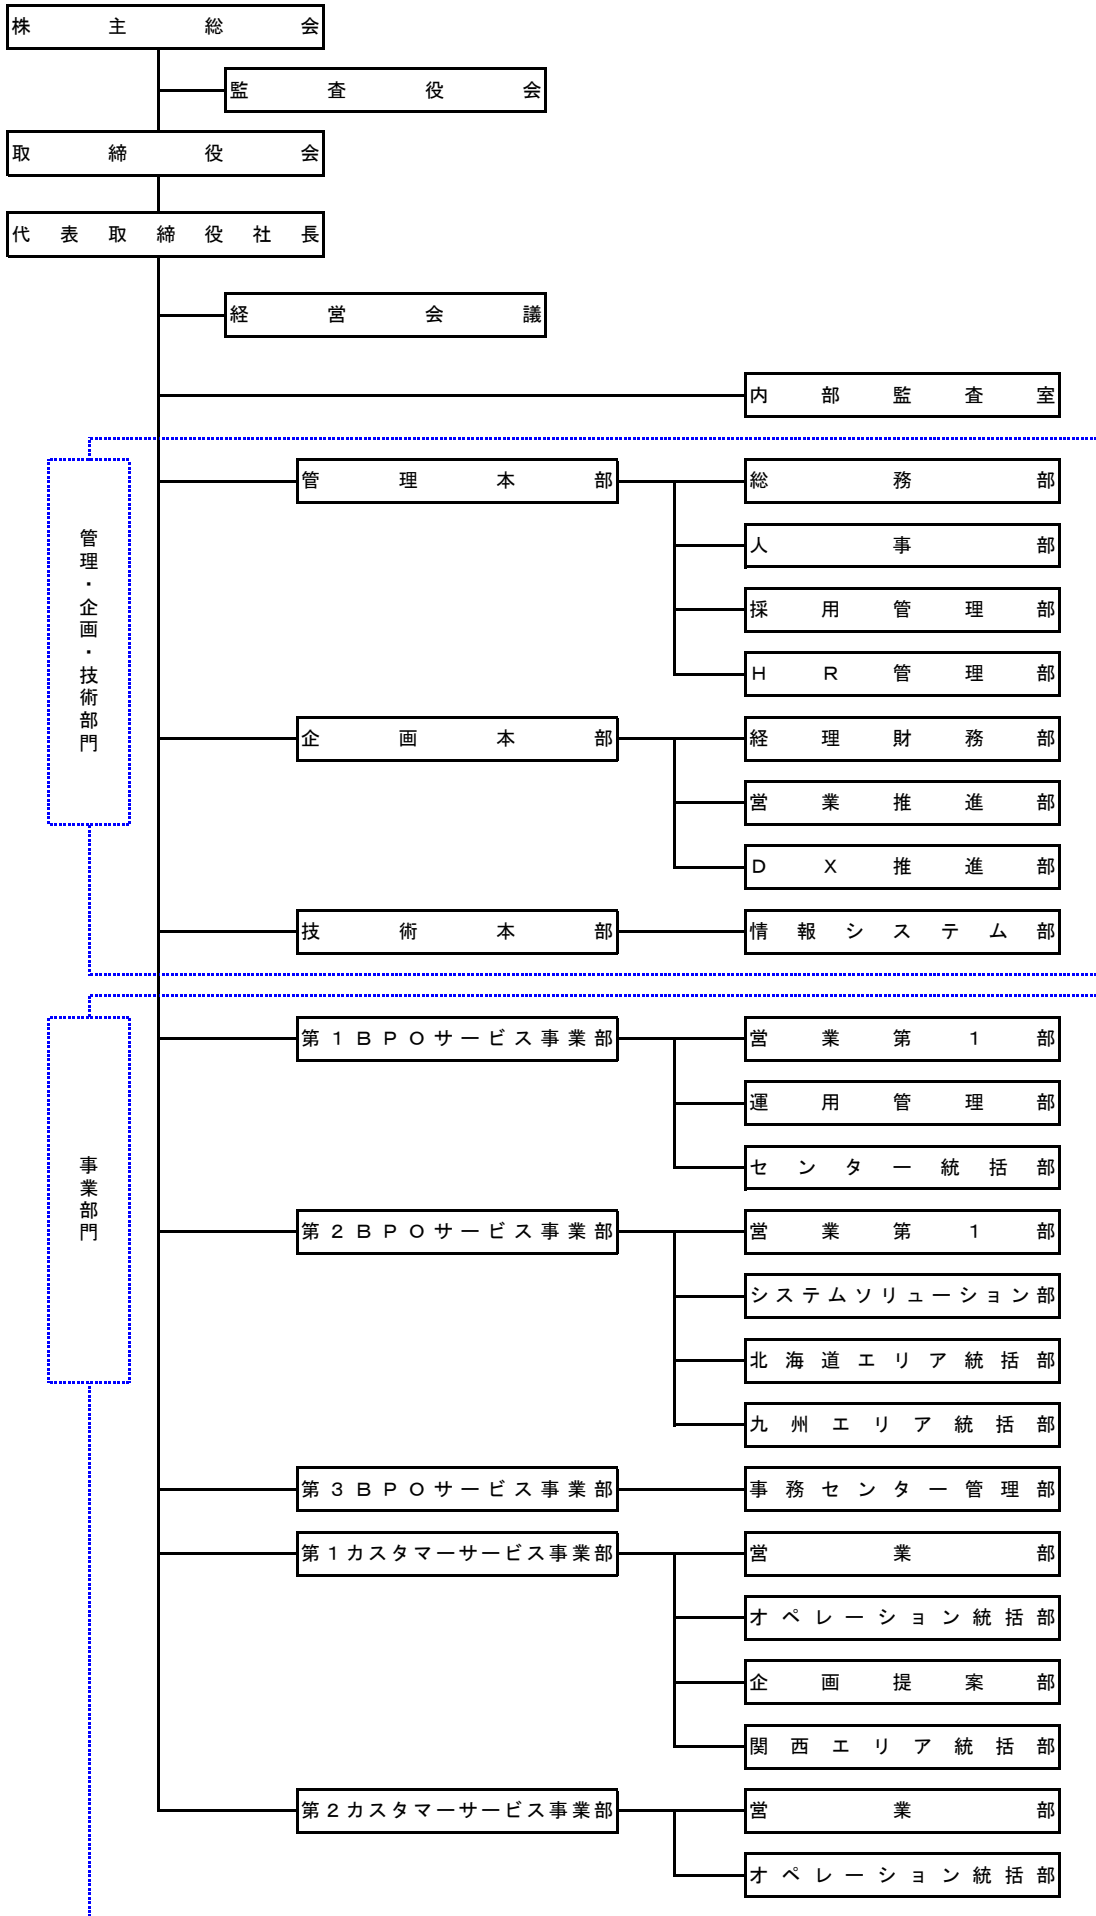 株主総会
監査役会
取締役会
代表取締役社長
経営会議
内部監査室
管理・企画・技術部門
管理本部
総務部
人事部
採用管理部
HR管理部
企画本部
経理財務部
営業推進部
DX推進部
技術本部
情報システム部
事業部門
第1BPOサービス事業部
営業第1部
運用管理部
センター統括部
第2BPOサービス事業部
営業第1部
システムソリューション部
北海道エリア統括部
九州エリア統括部
第3BPOサービス事業部
事務センター管理部
第1カスタマーサービス事業部
営業部
オペレーション統括部
企画提案部
関西エリア統括部
第2カスタマーサービス事業部
営業部
オペレーション統括部